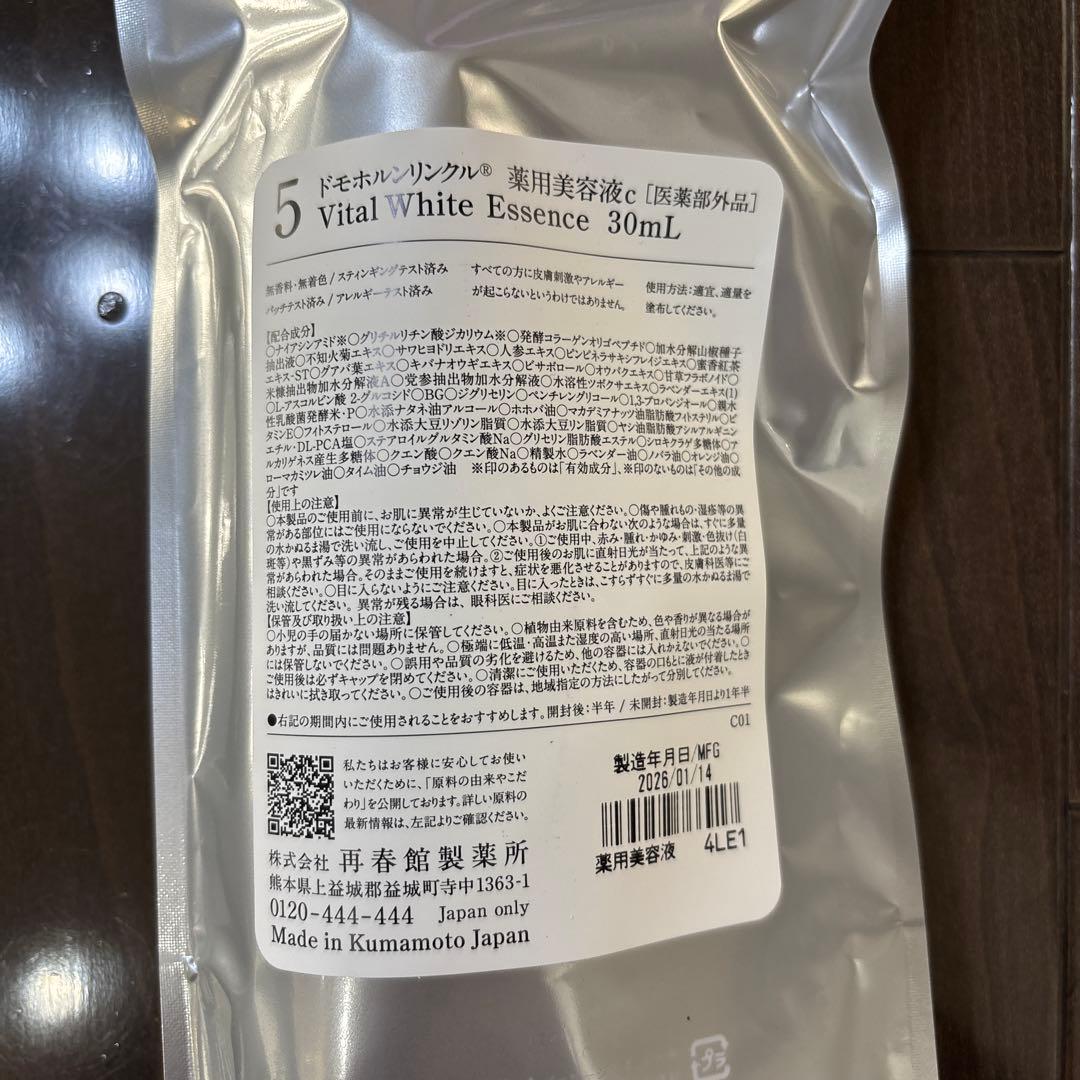 5 ドモホルンリンクル® 薬用美容液c［医薬部外品］
Vital White Essence 30mL
無香料・無着色 / スティンギングテスト済み
パッチテスト済み / アレルギーテスト済み
すべての方に皮膚刺激やアレルギー
が起こらないというわけではありません。
使用方法：適宜、適量を
塗布してください。
【配合成分】
○ナイアシンアミド※○グリチルリチン酸ジカリウム※○発酵コラーゲンオリゴペプチド○加水分解山椒種子
抽出液○不知火菊エキス○サワヒヨドリエキス○人参エキス○ピンピネラサキシフレイジエキス○蜜香紅茶
エキス-ST○グアバ葉エキス○キバナオウギエキス○ビサボロール○オウバクエキス○甘草フラボノイド○
米糠抽出物加水分解液A○党参抽出物加水分解液○水溶性ツボクサエキス○ラベンダーエキス(1)
○L-アスコルビン酸 2-グルコシド○BG○ジグリセリン○ペンチレングリコール○1,3-プロパンジオール○親水
性乳酸菌発酵米・P○水添ナタネ油アルコール○ホホバ油○マカデミアナッツ油脂肪酸フィトステリル○ビ
タミンE○フィトステロール○水添大豆リゾリン脂質○水添大豆リン脂質○ヤシ油脂肪酸アシルアルギニン
エチル・DL-PCA塩○ステアロイルグルタミン酸Na○グリセリン脂肪酸エステル○シロキクラゲ多糖体○ア
ルカリゲネス産生多糖体○クエン酸○クエン酸Na○精製水○ラベンダー油○ノバラ油○オレンジ油○
ローマカミツレ油○タイム油○チョウジ油 ※印のあるものは「有効成分」、※印のないものは「その他の成
分」です
【使用上の注意】
○本製品のご使用前に、お肌に異常が生じていないか、よくご注意ください。○傷や腫れもの・湿疹等の異
常がある部位にはご使用にならないでください。○本製品がお肌に合わない次のような場合は、すぐに多量
の水かぬるま湯で洗い流し、ご使用を中止してください。①ご使用中、赤み・腫れ・かゆみ・刺激・色抜け(白
斑等)や黒ずみ等の異常があらわれた場合。②ご使用後のお肌に直射日光が当たって、上記のような異
常があらわれた場合。そのままご使用を続けますと、症状を悪化させることがありますので、皮膚科医等にご
相談ください。○目に入らないようにご注意ください。目に入ったときは、こすらずすぐに多量の水かぬるま湯で
洗い流してください。異常が残る場合は、眼科医にご相談ください。
【保管及び取り扱い上の注意】
○小児の手の届かない場所に保管してください。○植物由来原料を含むため、色や香りが異なる場合が
ありますが、品質には問題ありません。○極端に低温・高温また湿度の高い場所、直射日光の当たる場所
には保管しないでください。○誤用や品質の劣化を避けるため、他の容器には入れかえないでください。○
ご使用後は必ずキャップを閉めてください。○清潔にご使用いただくため、容器の口もとに液が付着したとき
はきれいに拭き取ってください。○ご使用後の容器は、地域指定の方法にしたがって分別してください。
●右記の期間内にご使用されることをおすすめします。開封後：半年 / 未開封：製造年月日より1年半
C01
私たちはお客様に安心してお使い
いただくために、「原料の由来やこだ
わり」を公開しております。詳しい原料の
最新情報は、左記よりご確認ください。
製造年月日/MFG
2026/01/14
薬用美容液 4LE1
株式会社 再春館製薬所
熊本県上益城郡益城町寺中1363-1
0120-444-444 Japan only
Made in Kumamoto Japan
プラ